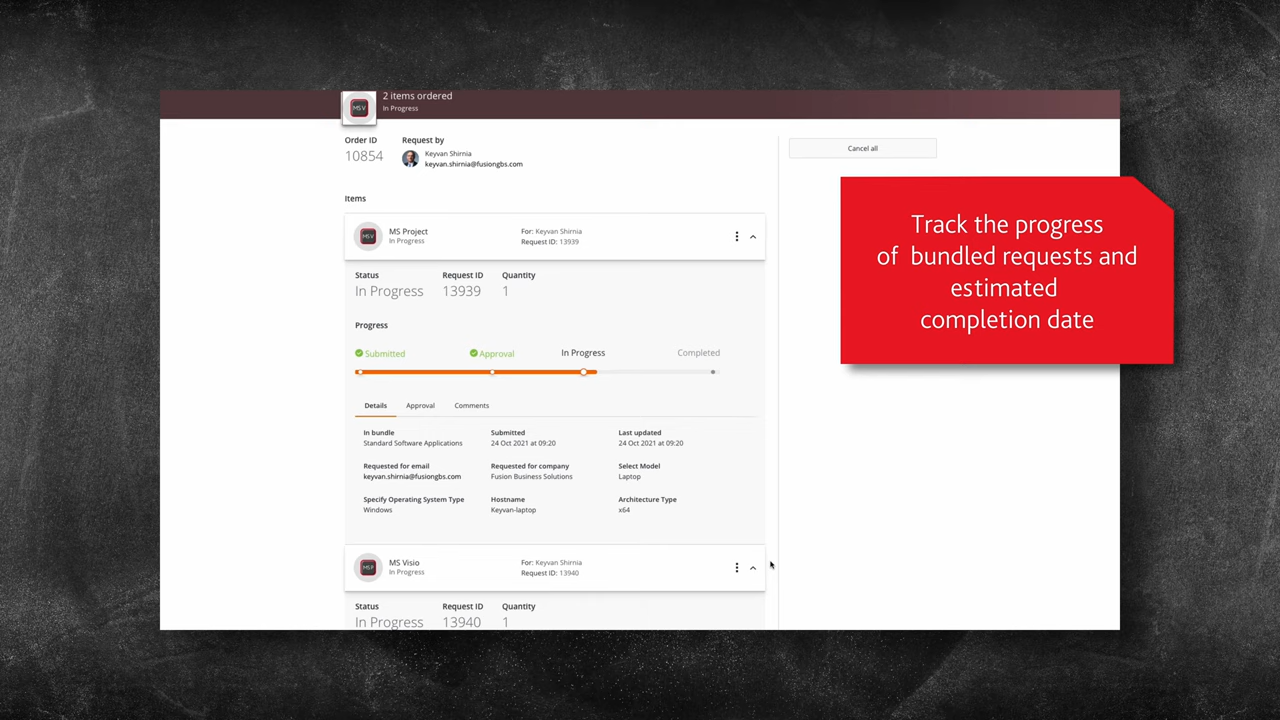 2 items ordered
In Progress
MSV
Order ID
Request by
10854
Keyvan Shirnia
keyvan.shirnia@fusiongbs.com
Cancel all
Items
MSV
MS Project
In Progress
For: Keyvan Shirnia
Request ID: 13939
Status
Request ID
Quantity
In Progress
13939
1
Progress
Submitted
Approval
In Progress
Completed
Details
Approval
Comments
In bundle
Submitted
Last updated
Standard Software Applications
24 Oct 2021 at 09:20
24 Oct 2021 at 09:20
Requested for email
Requested for company
Select Model
keyvan.shirnia@fusiongbs.com
Fusion Business Solutions
Laptop
Specify Operating System Type
Hostname
Architecture Type
Windows
Keyvan-laptop
x64
MSP
MS Visio
In Progress
For: Keyvan Shirnia
Request ID: 13940
Status
Request ID
Quantity
In Progress
13940
1
Track the progress
of bundled requests and
estimated
completion date